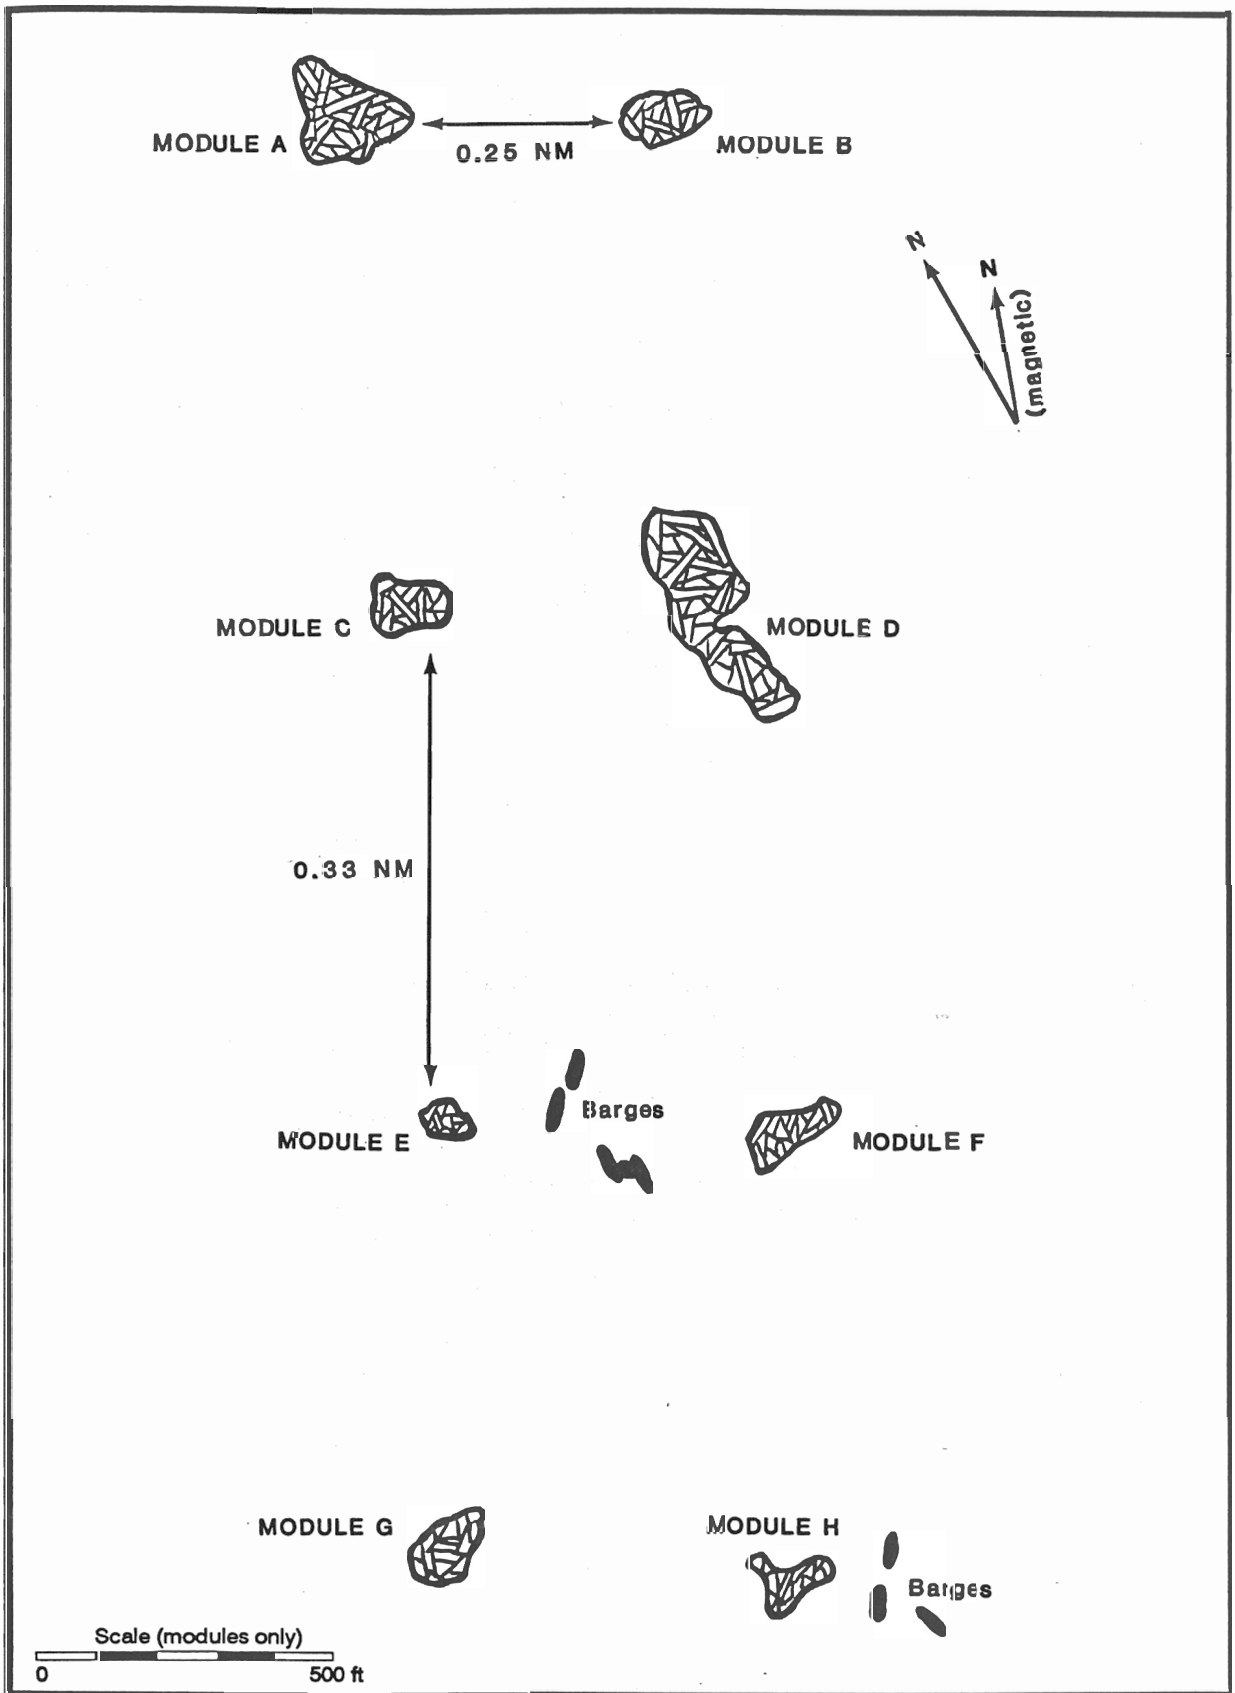 MODULE A
0.25 NM
MODULE B
N
N
(magnetic)
MODULE C
MODULE D
0.33 NM
Barges
MODULE E
MODULE F
MODULE G
MODULE H
Barges
Scale (modules only)
0 500 ft